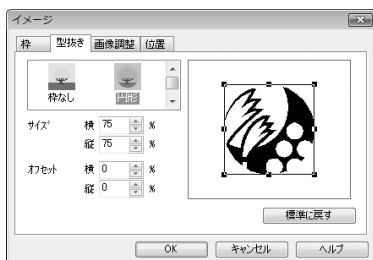 イメージ
枠 型抜き 画像調整 位置
枠なし 円形
サイズ 横 75 %
縦 75 %
オフセット 横 0 %
縦 0 %
標準に戻す
OK キャンセル ヘルプ